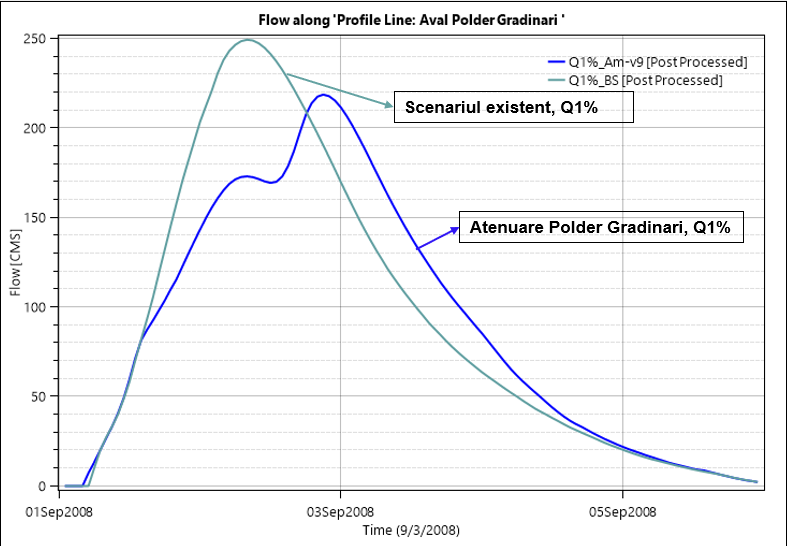 Flow along 'Profile Line: Aval Polder Gradinari '
250
200
150
100
50
0
Flow [CMS]
Q1%_Am-v9 [Post Processed]
Q1%_BS [Post Processed]
Scenariul existent, Q1%
Atenuare Polder Gradinari, Q1%
01Sep2008
03Sep2008
05Sep2008
Time (9/3/2008)